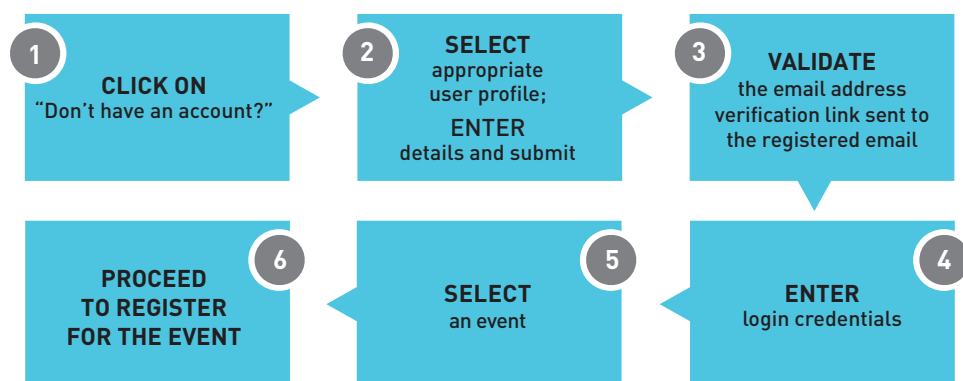 1
CLICK ON
“Don’t have an account?”
2
SELECT
appropriate
user profile;
ENTER
details and submit
3
VALIDATE
the email address
verification link sent to
the registered email
4
ENTER
login credentials
5
SELECT
an event
6
PROCEED
TO REGISTER
FOR THE EVENT